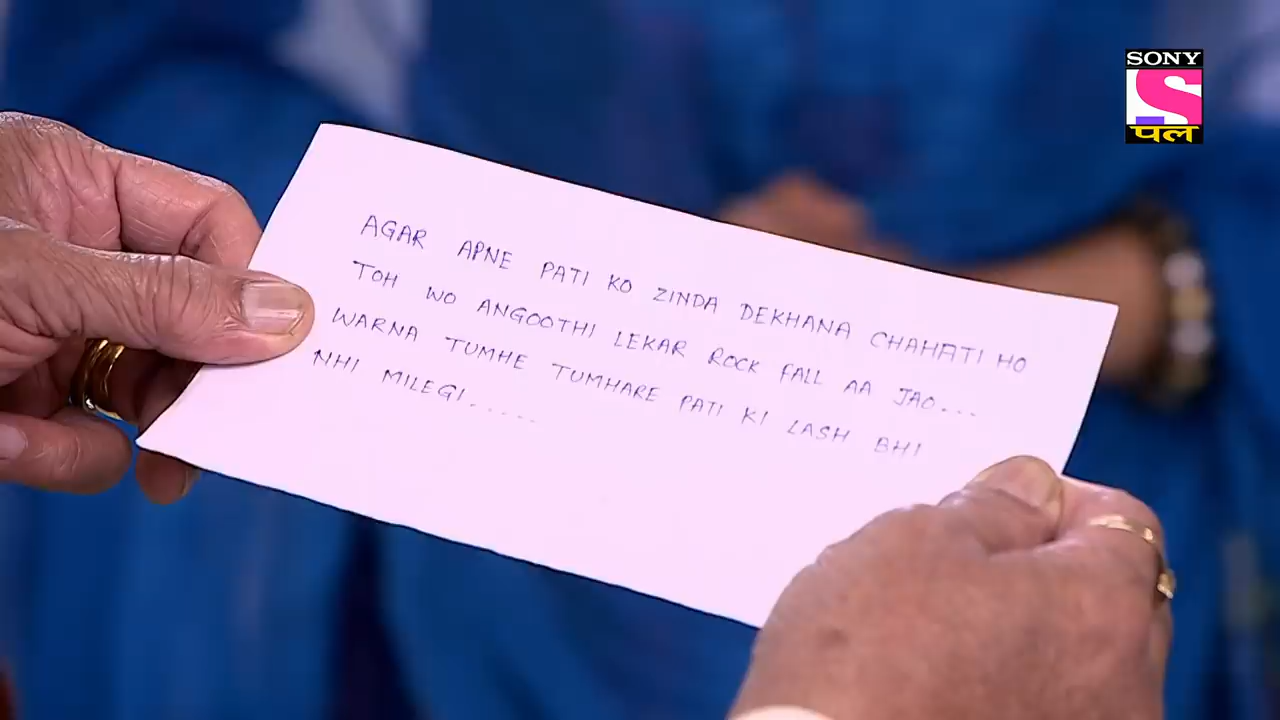 SONY
S
पल
AGAR APNE PATI KO ZINDA DEKHANA CHAHATI HO
TOH WO ANGOOTHI LEKAR ROCK FALL AA JAO...
WARNA TUMHE TUMHARE PATI KI LASH BHI
NHI MILEGI.....